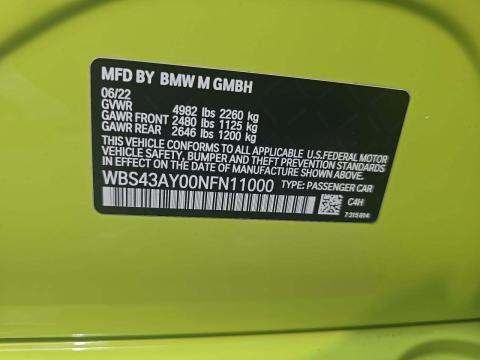 MFD BY BMW M GMBH
06/22
GVWR 4982 lbs 2260 kg
GAWR FRONT 2480 lbs 1125 kg
GAWR REAR 2646 lbs 1200 kg
THIS VEHICLE CONFORMS TO ALL APPLICABLE U.S.FEDERAL MOTOR
VEHICLE SAFETY, BUMPER, AND THEFT PREVENTION STANDARDS
IN EFFECT ON THE DATE OF MANUFACTURE SHOWN ABOVE.
WBS43AY00NFN11000 TYPE: PASSENGER CAR
C4H